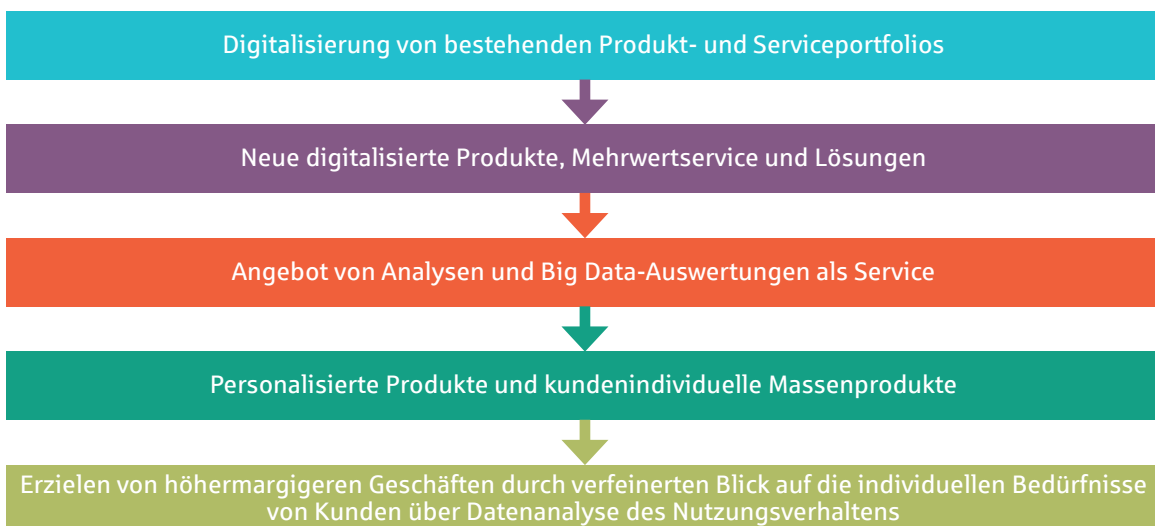 Digitalisierung von bestehenden Produkt- und Serviceportfolios
Neue digitalisierte Produkte, Mehrwertservice und Lösungen
Angebot von Analysen und Big Data-Auswertungen als Service
Personalisierte Produkte und kundenindividuelle Massenprodukte
Erzielen von höhermargigeren Geschäften durch verfeinerten Blick auf die individuellen Bedürfnisse
von Kunden über Datenanalyse des Nutzungsverhaltens